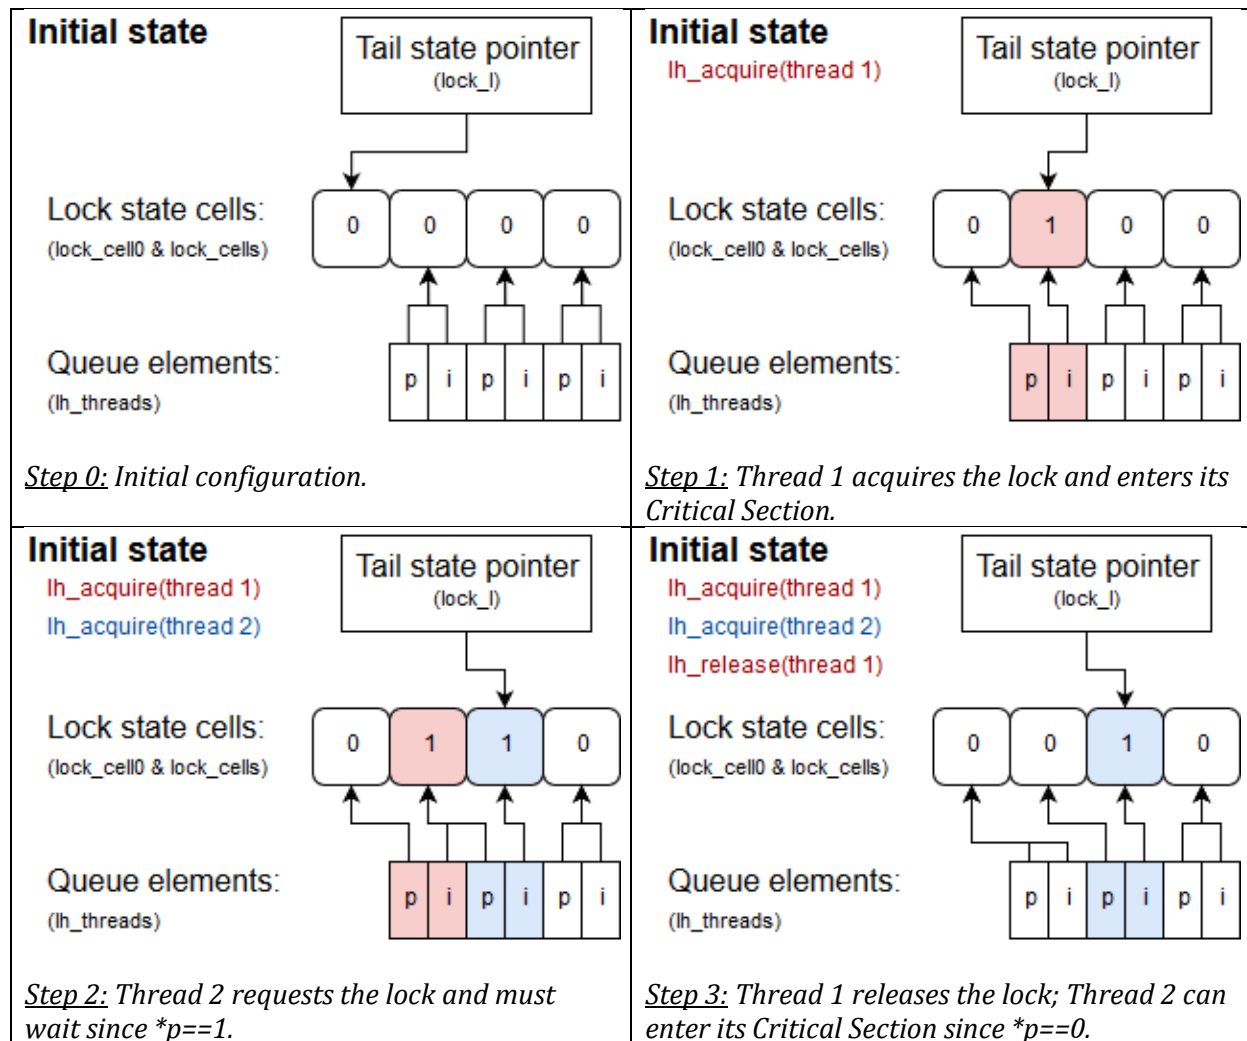 Initial state
Tail state pointer
(lock_l)
Lock state cells:
(lock_cell0 & lock_cells)
0 0 0 0
Queue elements:
(lh_threads)
p i p i p i
Step 0: Initial configuration.
Initial state
lh_acquire(thread 1)
Tail state pointer
(lock_l)
Lock state cells:
(lock_cell0 & lock_cells)
0 1 0 0
Queue elements:
(lh_threads)
p i p i p i
Step 1: Thread 1 acquires the lock and enters its
Critical Section.
Initial state
lh_acquire(thread 1)
lh_acquire(thread 2)
Tail state pointer
(lock_l)
Lock state cells:
(lock_cell0 & lock_cells)
0 1 1 0
Queue elements:
(lh_threads)
p i p i p i
Step 2: Thread 2 requests the lock and must
wait since *p==1.
Initial state
lh_acquire(thread 1)
lh_acquire(thread 2)
lh_release(thread 1)
Tail state pointer
(lock_l)
Lock state cells:
(lock_cell0 & lock_cells)
0 0 1 0
Queue elements:
(lh_threads)
p i p i p i
Step 3: Thread 1 releases the lock; Thread 2 can
enter its Critical Section since *p==0.